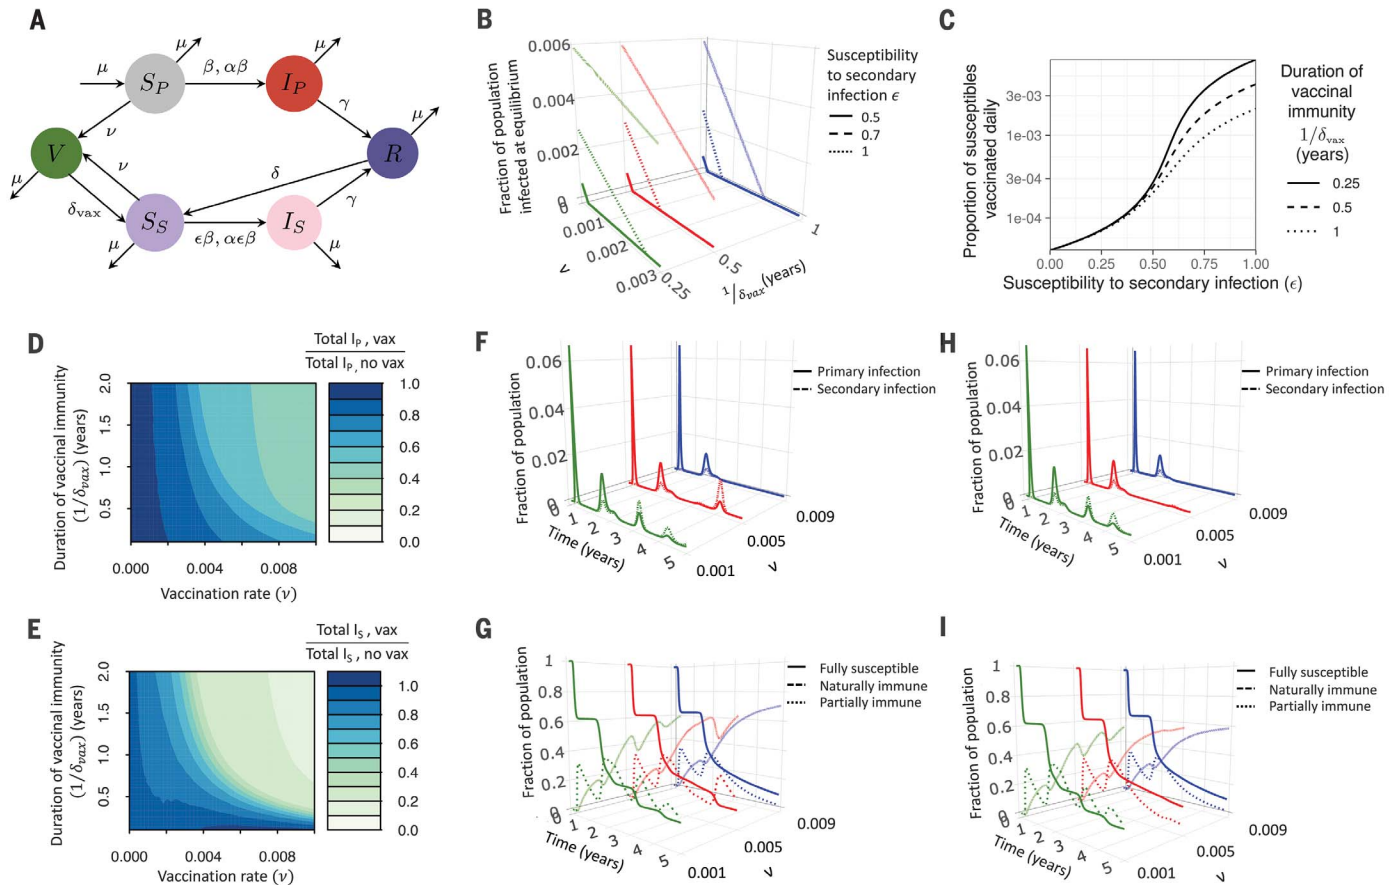 A
μ
μ
μ
S_P
β, αβ
I_P
ν
γ
μ
V
ν
δ
R
μ
δ_vax
γ
S_S
I_S
μ
εβ, αεβ
μ
B
Fraction of population
infected at equilibrium
0.006
0.004
0.002
0
0
0.001
0.002
0.003
ν
0.25
0.5
1
1/δ_vax (years)
Susceptibility
to secondary
infection ϵ
0.5
0.7
1
C
Proportion of susceptibles
vaccinated daily
3e-03
1e-03
3e-04
1e-04
0.00 0.25 0.50 0.75 1.00
Susceptibility to secondary infection (ϵ)
Duration of
vaccinal
immunity
1/δ_vax
(years)
0.25
0.5
1
D
Total I_P , vax
Total I_P, no vax
Duration of vaccinal immunity
(1/δ_vax) (years)
2.0
1.0
0.5
0.000 0.004 0.008
Vaccination rate (ν)
1.0
0.8
0.6
0.4
0.2
0.0
E
Total I_S , vax
Total I_S, no vax
Duration of vaccinal immunity
(1/δ_vax) (years)
2.0
1.0
0.5
0.000 0.004 0.008
Vaccination rate (ν)
1.0
0.8
0.6
0.4
0.2
0.0
F
Fraction of population
0.06
0.04
0.02
0
0
1
2
3
4
5
Time (years)
0.001
0.005
0.009
ν
Primary infection
Secondary infection
G
Fraction of population
1
0.8
0.6
0.4
0.2
0
0
1
2
3
4
5
Time (years)
0.001
0.005
0.009
ν
Fully susceptible
Naturally immune
Partially immune
H
Fraction of population
0.06
0.04
0.02
0
0
1
2
3
4
5
Time (years)
0.001
0.005
0.009
ν
Primary infection
Secondary infection
I
Fraction of population
1
0.8
0.6
0.4
0.2
0
0
1
2
3
4
5
Time (years)
0.001
0.005
0.009
ν
Fully susceptible
Naturally immune
Partially immune